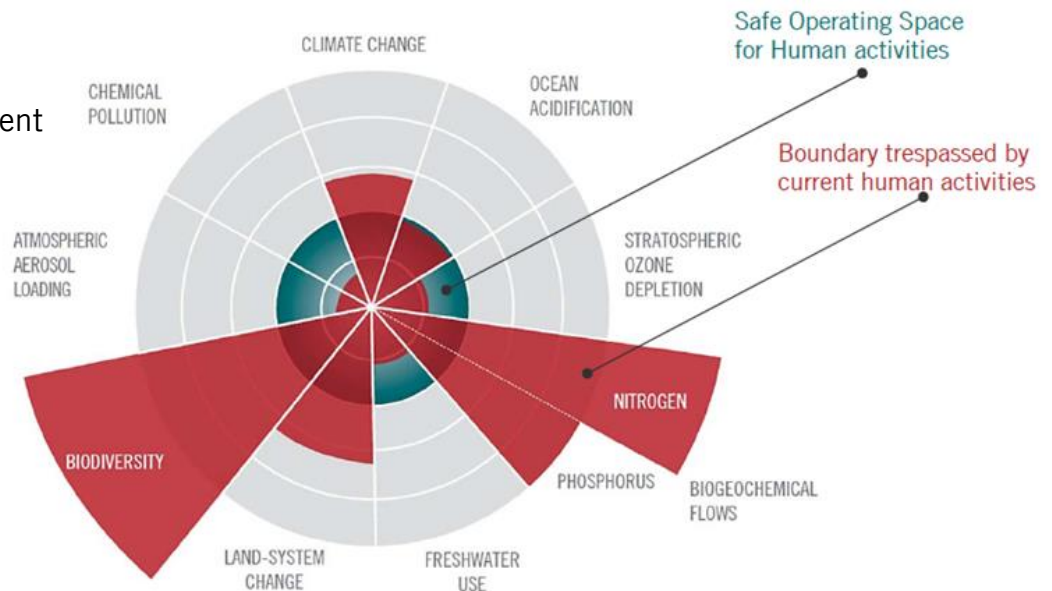 Safe Operating Space
for Human activities
CLIMATE CHANGE
CHEMICAL
POLLUTION
OCEAN
ACIDIFICATION
ent
Boundary trespassed by
current human activities
ATMOSPHERIC
AEROSOL
LOADING
STRATOSPHERIC
OZONE
DEPLETION
NITROGEN
BIODIVERSITY
PHOSPHORUS
BIOGEOCHEMICAL
FLOWS
LAND-SYSTEM
CHANGE
FRESHWATER
USE